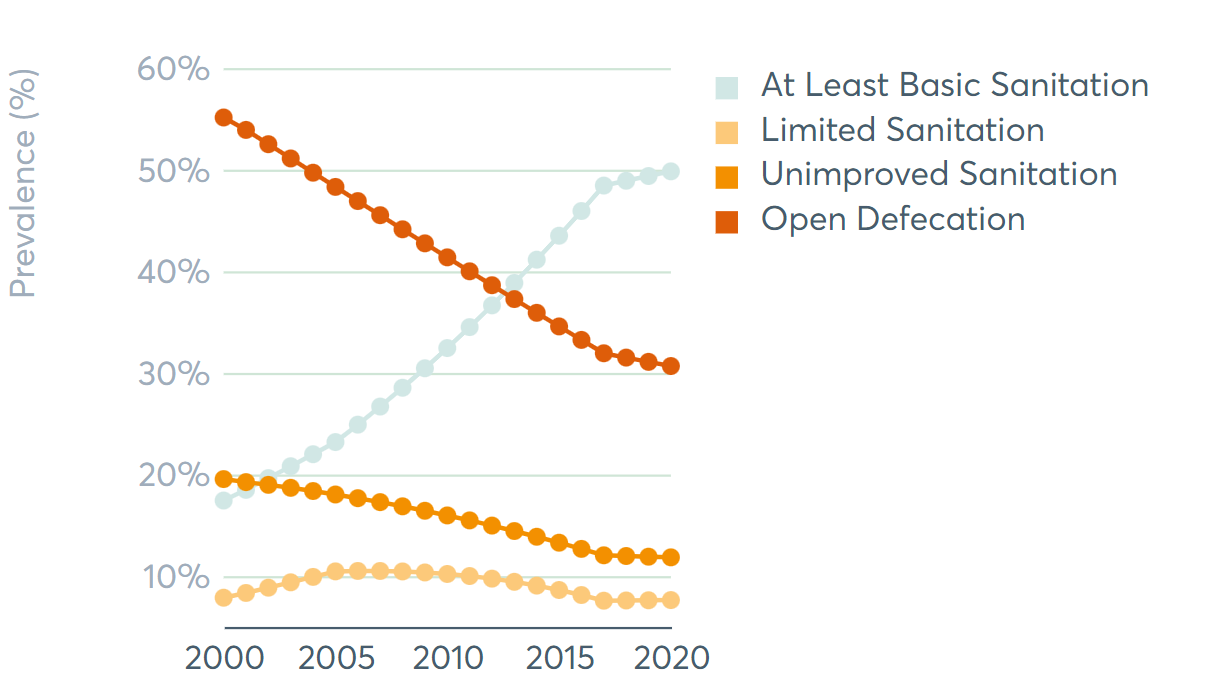 Prevalence (%)
60%
50%
40%
30%
20%
10%
2000 2005 2010 2015 2020
At Least Basic Sanitation
Limited Sanitation
Unimproved Sanitation
Open Defecation